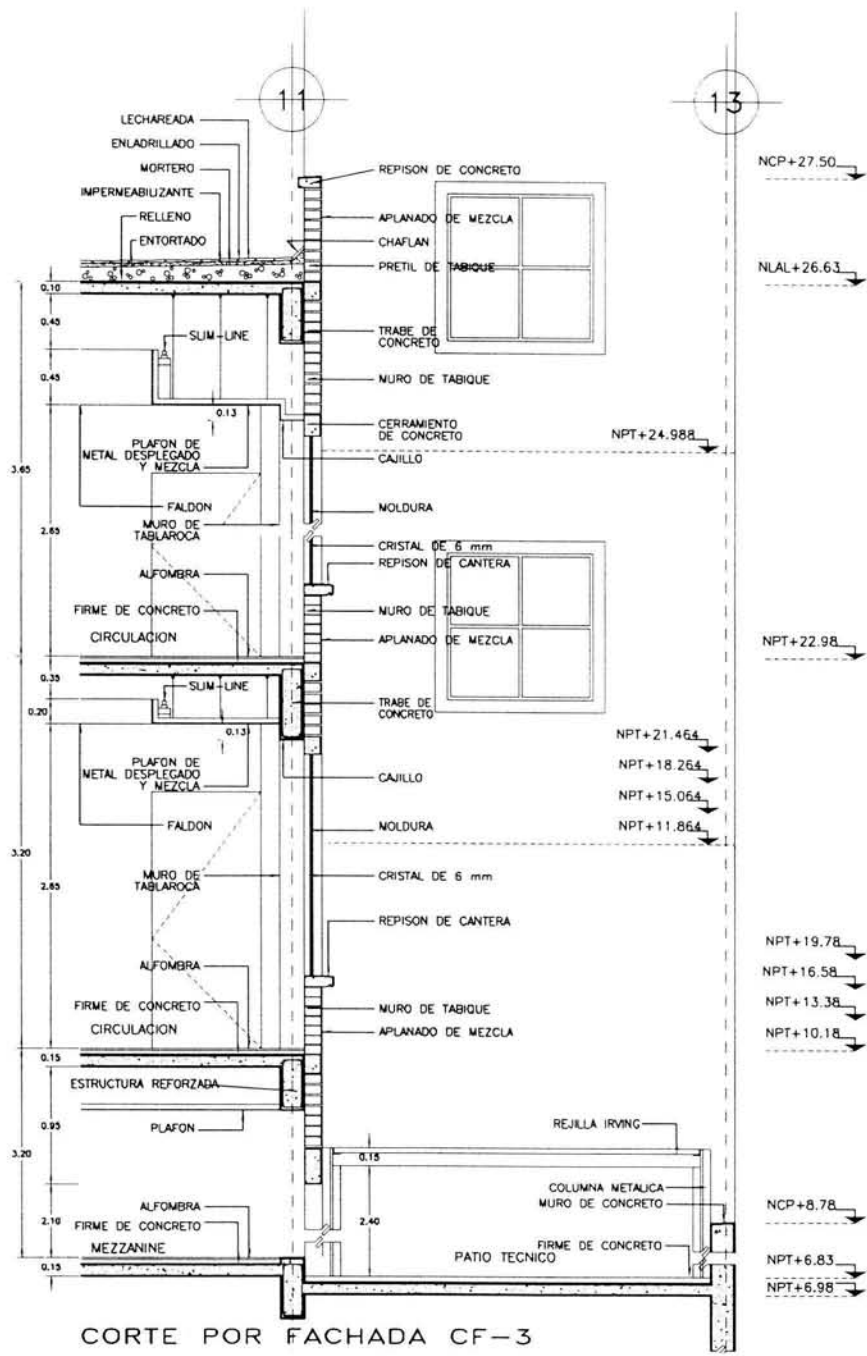 11
13
LECHAREADA
ENLADRILLADO
MORTERO
IMPERMEABILIZANTE
RELLENO
ENTORTADO
REPISON DE CONCRETO
APLANADO DE MEZCLA
CHAFLAN
PRETIL DE TABIQUE
NCP+27.50
NLAL+26.63
0.10
0.45
SLIM-LINE
TRABE DE
CONCRETO
0.45
MURO DE TABIQUE
0.13
CERRAMIENTO
DE CONCRETO
NPT+24.988
PLAFON DE
METAL DESPLEGADO
Y MEZCLA
CAJILLO
3.65
FALDON
MOLDURA
2.65
MURO DE
TABLAROCA
CRISTAL DE 6 mm
REPISON DE CANTERA
ALFOMBRA
FIRME DE CONCRETO
MURO DE TABIQUE
CIRCULACION
APLANADO DE MEZCLA
NPT+22.98
0.35
SLIM-LINE
0.20
TRABE DE
CONCRETO
0.13
NPT+21.464
PLAFON DE
METAL DESPLEGADO
Y MEZCLA
CAJILLO
NPT+18.264
NPT+15.064
FALDON
MOLDURA
NPT+11.864
3.20
2.65
MURO DE
TABLAROCA
CRISTAL DE 6 mm
REPISON DE CANTERA
NPT+19.78
ALFOMBRA
NPT+16.58
FIRME DE CONCRETO
MURO DE TABIQUE
NPT+13.38
CIRCULACION
APLANADO DE MEZCLA
NPT+10.18
0.15
ESTRUCTURA REFORZADA
PLAFON
0.95
REJILLA IRVING
3.20
0.15
COLUMNA METALICA
ALFOMBRA
MURO DE CONCRETO
NCP+8.78
2.10
FIRME DE CONCRETO
2.40
MEZZANINE
FIRME DE CONCRETO
PATIO TECNICO
NPT+6.83
0.15
NPT+6.98
CORTE POR FACHADA CF-3